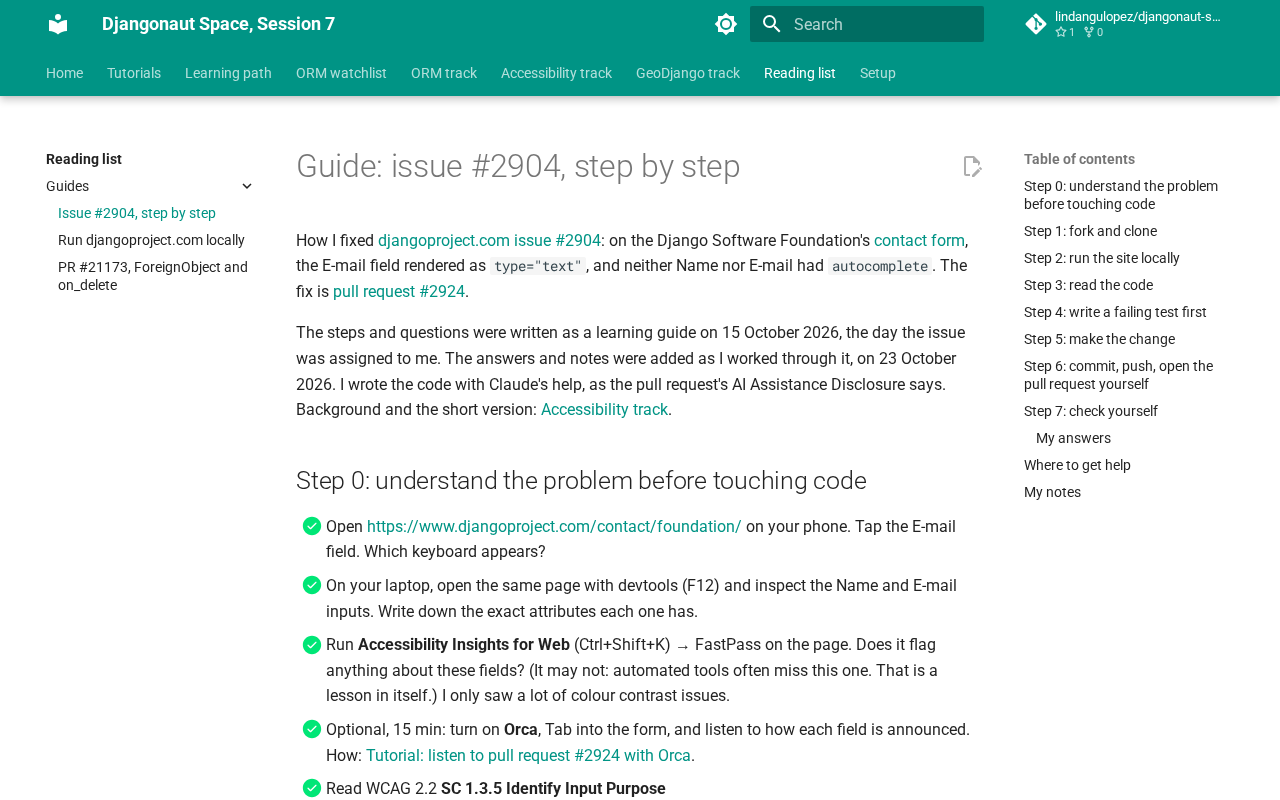 Djangonaut Space, Session 7
Search
lindangulopez/djangonaut-s...
1 0
Home Tutorials Learning path ORM watchlist ORM track Accessibility track GeoDjango track Reading list Setup
Reading list
Guides
Issue #2904, step by step
Run djangoproject.com locally
PR #21173, ForeignObject and
on_delete
Guide: issue #2904, step by step
How I fixed djangoproject.com issue #2904: on the Django Software Foundation's contact form,
the E-mail field rendered as type="text", and neither Name nor E-mail had autocomplete. The
fix is pull request #2924.
The steps and questions were written as a learning guide on 15 October 2026, the day the issue
was assigned to me. The answers and notes were added as I worked through it, on 23 October
2026. I wrote the code with Claude's help, as the pull request's AI Assistance Disclosure says.
Background and the short version: Accessibility track.
Step 0: understand the problem before touching code
Open https://www.djangoproject.com/contact/foundation/ on your phone. Tap the E-mail
field. Which keyboard appears?
On your laptop, open the same page with devtools (F12) and inspect the Name and E-mail
inputs. Write down the exact attributes each one has.
Run Accessibility Insights for Web (Ctrl+Shift+K) → FastPass on the page. Does it flag
anything about these fields? (It may not: automated tools often miss this one. That is a
lesson in itself.) I only saw a lot of colour contrast issues.
Optional, 15 min: turn on Orca, Tab into the form, and listen to how each field is announced.
How: Tutorial: listen to pull request #2924 with Orca.
Read WCAG 2.2 SC 1.3.5 Identify Input Purpose
Table of contents
Step 0: understand the problem
before touching code
Step 1: fork and clone
Step 2: run the site locally
Step 3: read the code
Step 4: write a failing test first
Step 5: make the change
Step 6: commit, push, open the
pull request yourself
Step 7: check yourself
My answers
Where to get help
My notes